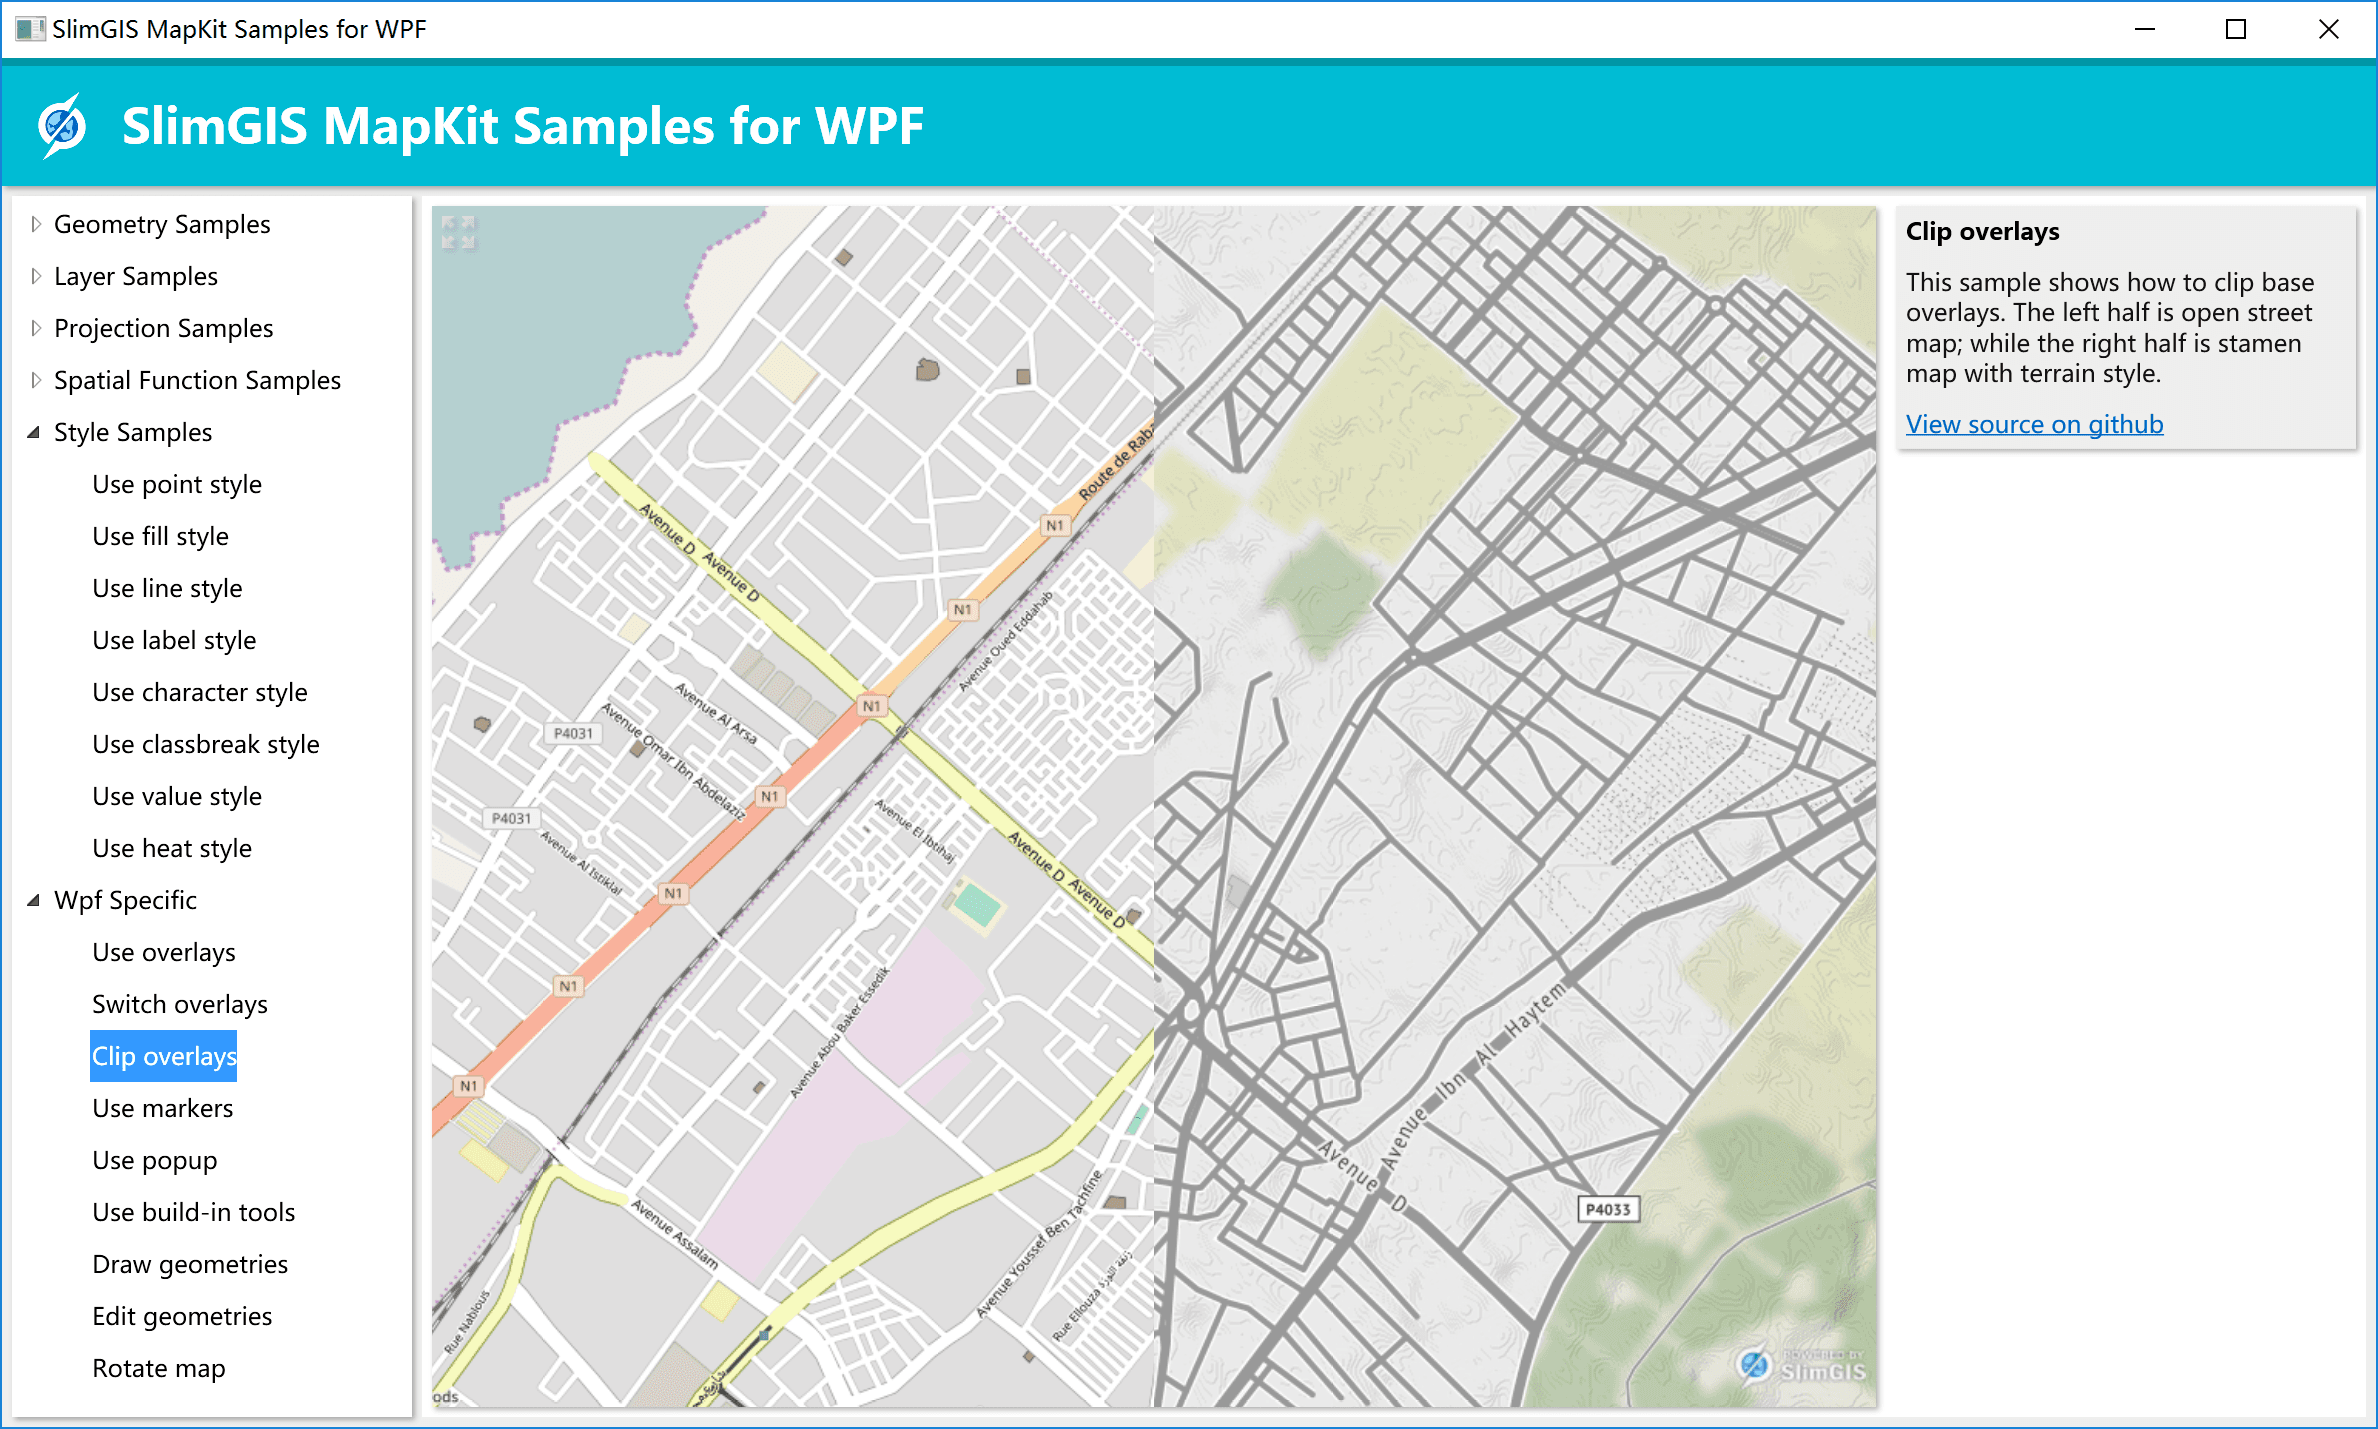 SlimGIS MapKit Samples for WPF
SlimGIS MapKit Samples for WPF
Geometry Samples
Layer Samples
Projection Samples
Spatial Function Samples
Style Samples
Use point style
Use fill style
Use line style
Use label style
Use character style
Use classbreak style
Use value style
Use heat style
Wpf Specific
Use overlays
Switch overlays
Clip overlays
Use markers
Use popup
Use build-in tools
Draw geometries
Edit geometries
Rotate map
Route de Raba
N1
N1
Avenue D
Avenue D
Avenue Oued Eddahab
N1
Avenue Al Arsa
Avenue Omar Ibn Abdelaziz
P4031
N1
P4031
Avenue Al Istiklal
Avenue El Ibtihaj
Avenue D
Avenue D
N1
N1
Avenue Abou Baker Essedik
N1
Avenue Assalam
Avenue Youssef Ben Tachfine
Rue Ellouza زنقة اللوزة
Rue Nablous
ods
Avenue Ibn Al Haytem
Avenue D
P4033
POWERED BY
SlimGIS
Clip overlays
This sample shows how to clip base
overlays. The left half is open street
map; while the right half is stamen
map with terrain style.
View source on github